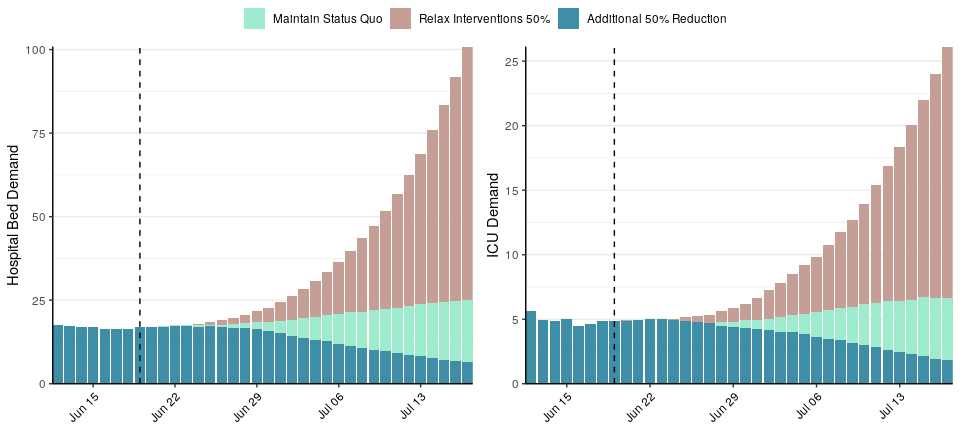 Maintain Status Quo Relax Interventions 50% Additional 50% Reduction
Hospital Bed Demand
100
75
50
25
0
Jun 15 Jun 22 Jun 29 Jul 06 Jul 13
ICU Demand
25
20
15
10
5
0
Jun 15 Jun 22 Jun 29 Jul 06 Jul 13